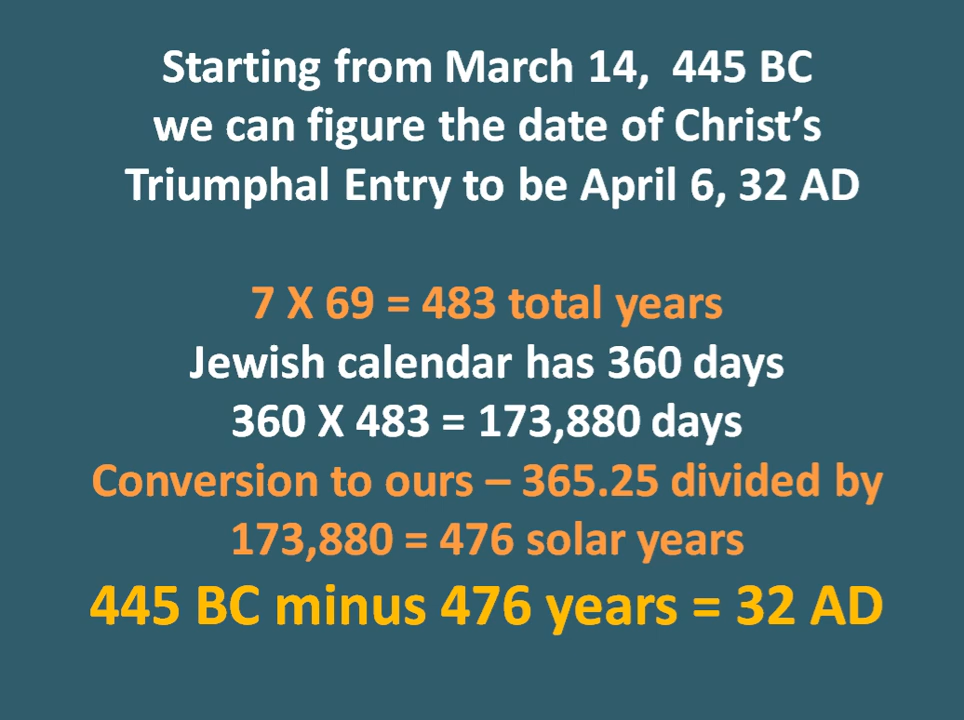 Starting from March 14,  445 BC
we can figure the date of Christ’s
Triumphal Entry to be April 6, 32 AD
7 X 69 = 483 total years
Jewish calendar has 360 days
360 X 483 = 173,880 days
Conversion to ours – 365.25 divided by
173,880 = 476 solar years
445 BC minus 476 years = 32 AD